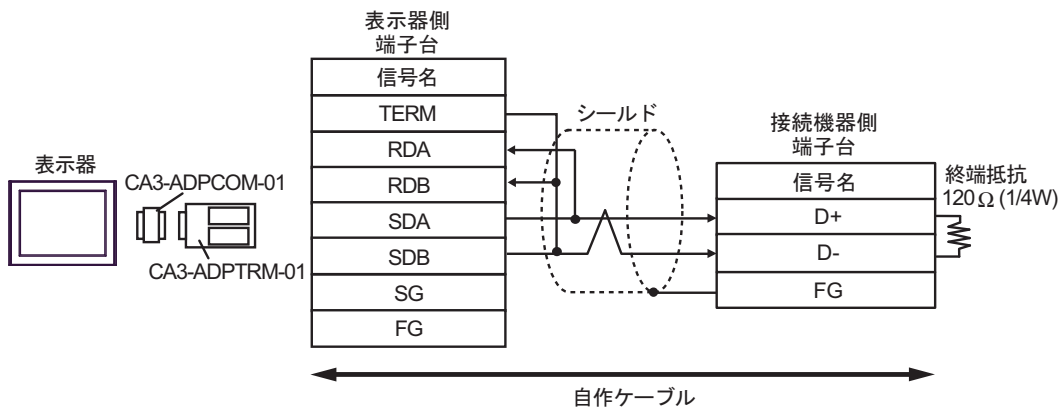 表示器
CA3-ADPCOM-01
CA3-ADPTRM-01
表示器側
端子台
信号名
TERM
RDA
RDB
SDA
SDB
SG
FG
シールド
接続機器側
端子台
信号名
D+
D-
FG
終端抵抗
120Ω (1/4W)
自作ケーブル